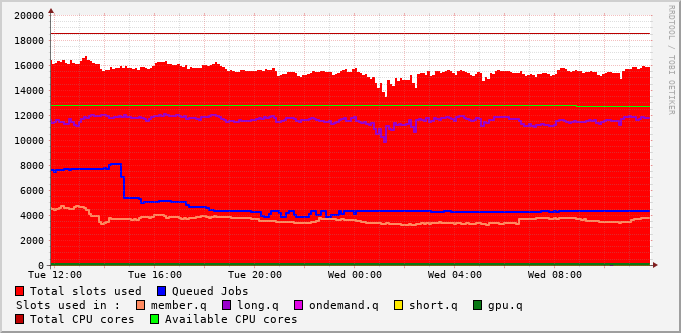 20000
18000
16000
14000
12000
10000
8000
6000
4000
2000
0
Tue 12:00 Tue 16:00 Tue 20:00 Wed 00:00 Wed 04:00 Wed 08:00
Total slots used Queued Jobs
Slots used in : member.q long.q ondemand.q short.q gpu.q
Total CPU cores Available CPU cores
RRDTOOL / TOBI OETIKER